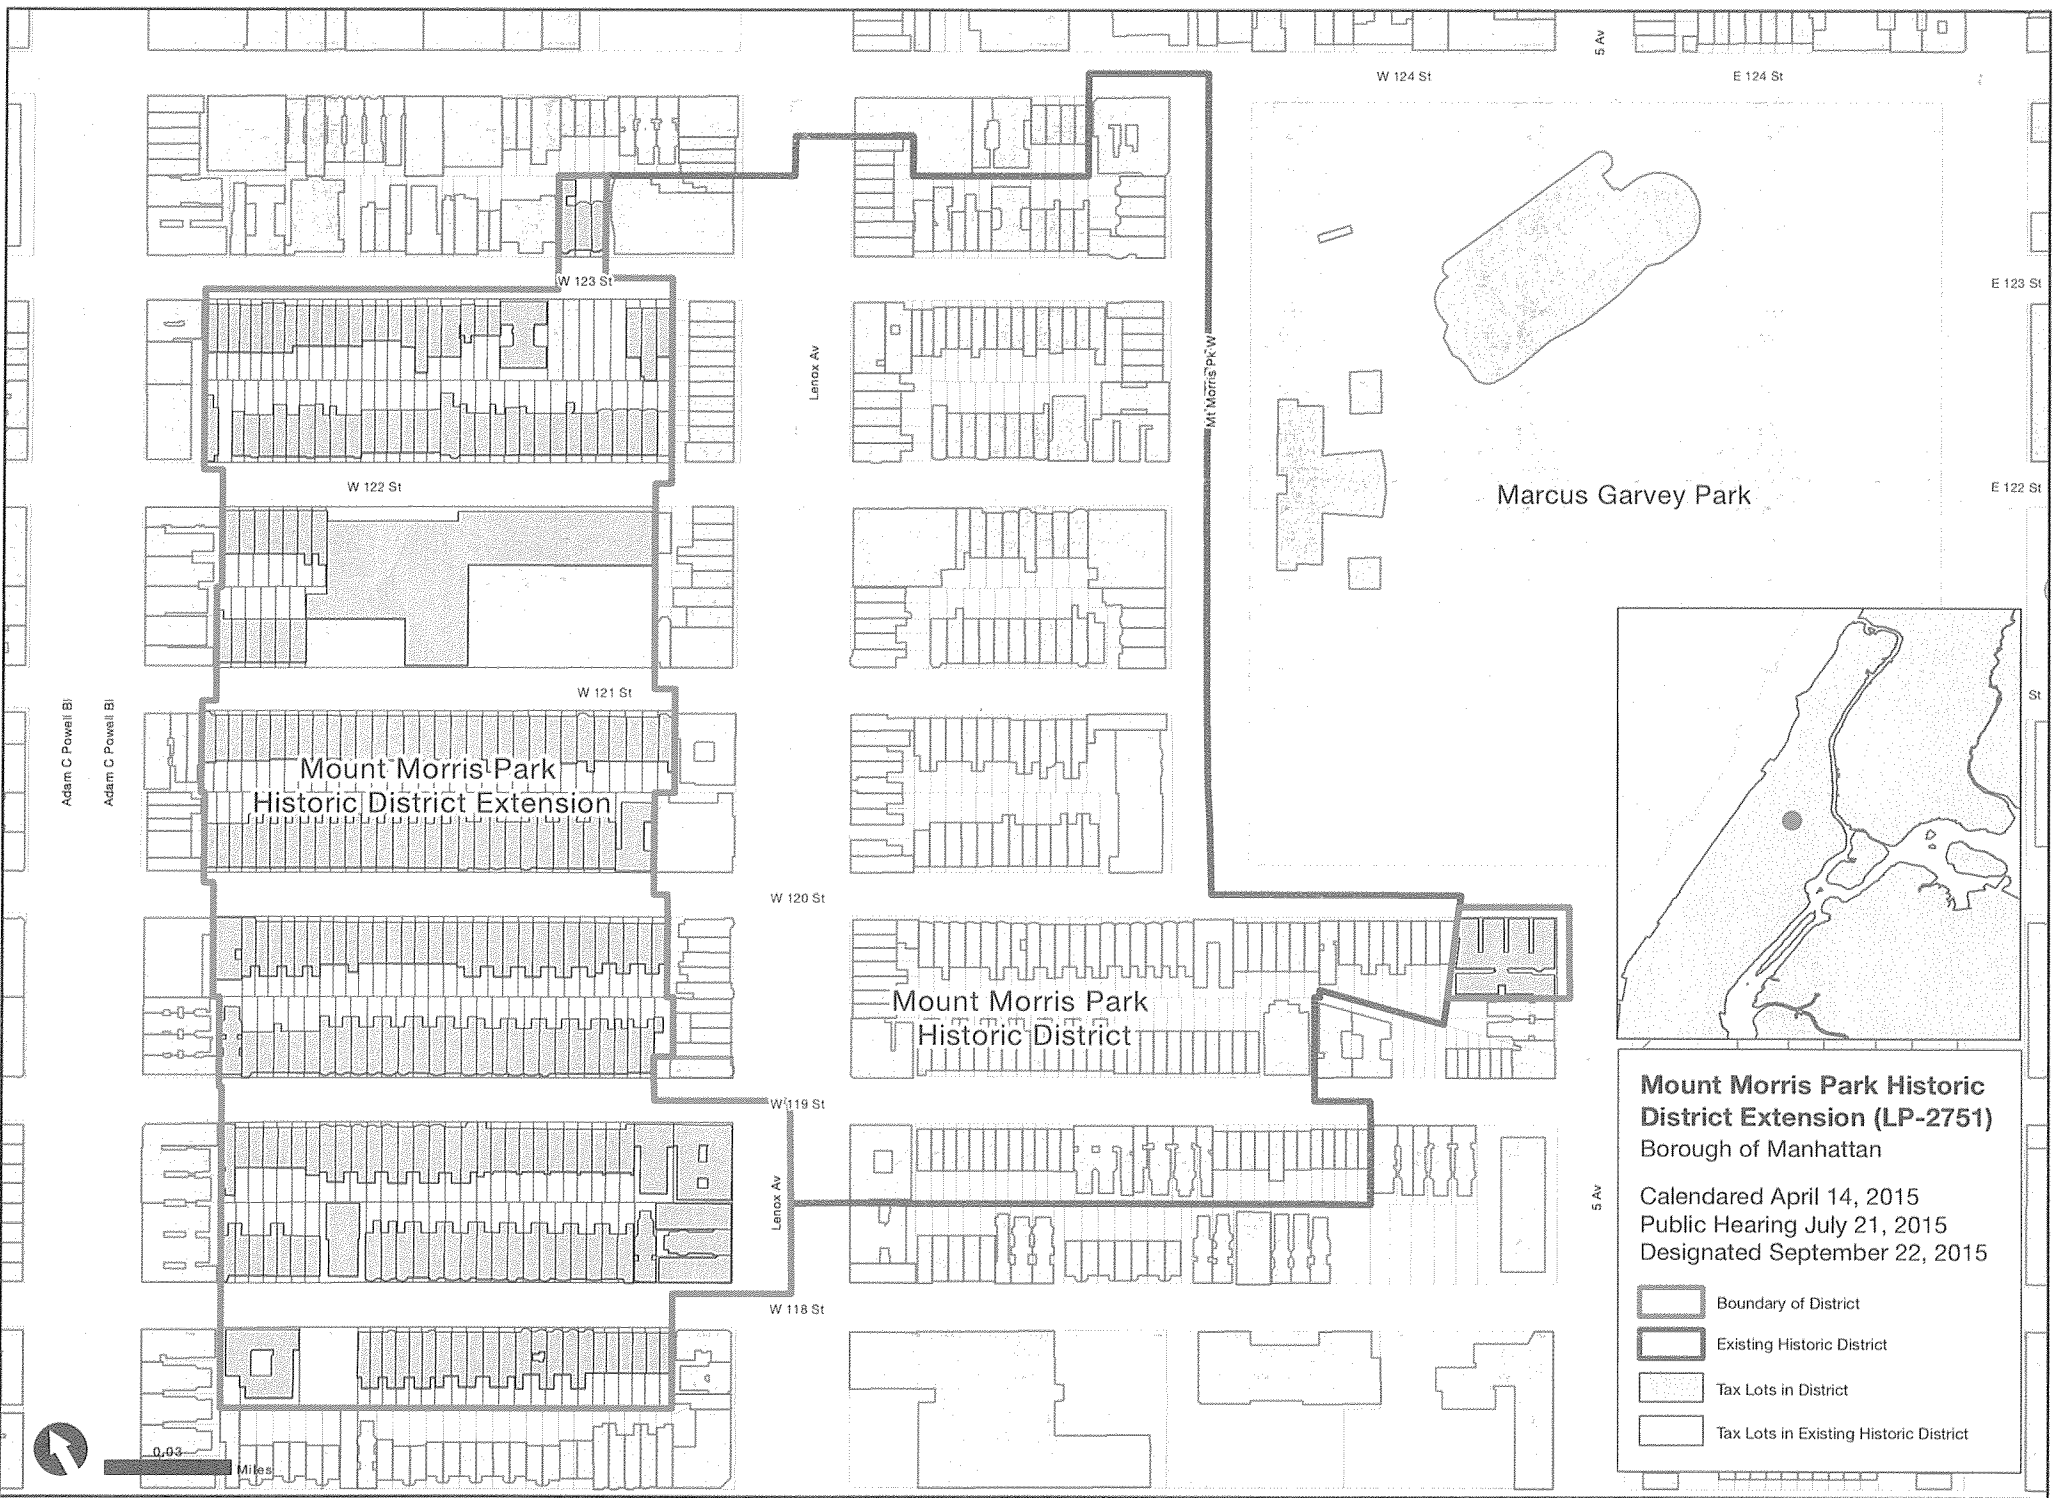 5 Av
W 124 St
E 124 St
W 123 St
E 123 St
Lenox Av
Mt Morris Pk W
W 122 St
Marcus Garvey Park
E 122 St
W 121 St
St
Adam C Powell Bl
Adam C Powell Bl
Mount Morris Park
Historic District Extension
W 120 St
Mount Morris Park
Historic District
W 119 St
Lenox Av
5 Av
W 118 St
Mount Morris Park Historic
District Extension (LP-2751)
Borough of Manhattan
Calendared April 14, 2015
Public Hearing July 21, 2015
Designated September 22, 2015
Boundary of District
Existing Historic District
Tax Lots in District
Tax Lots in Existing Historic District
0.03
Miles